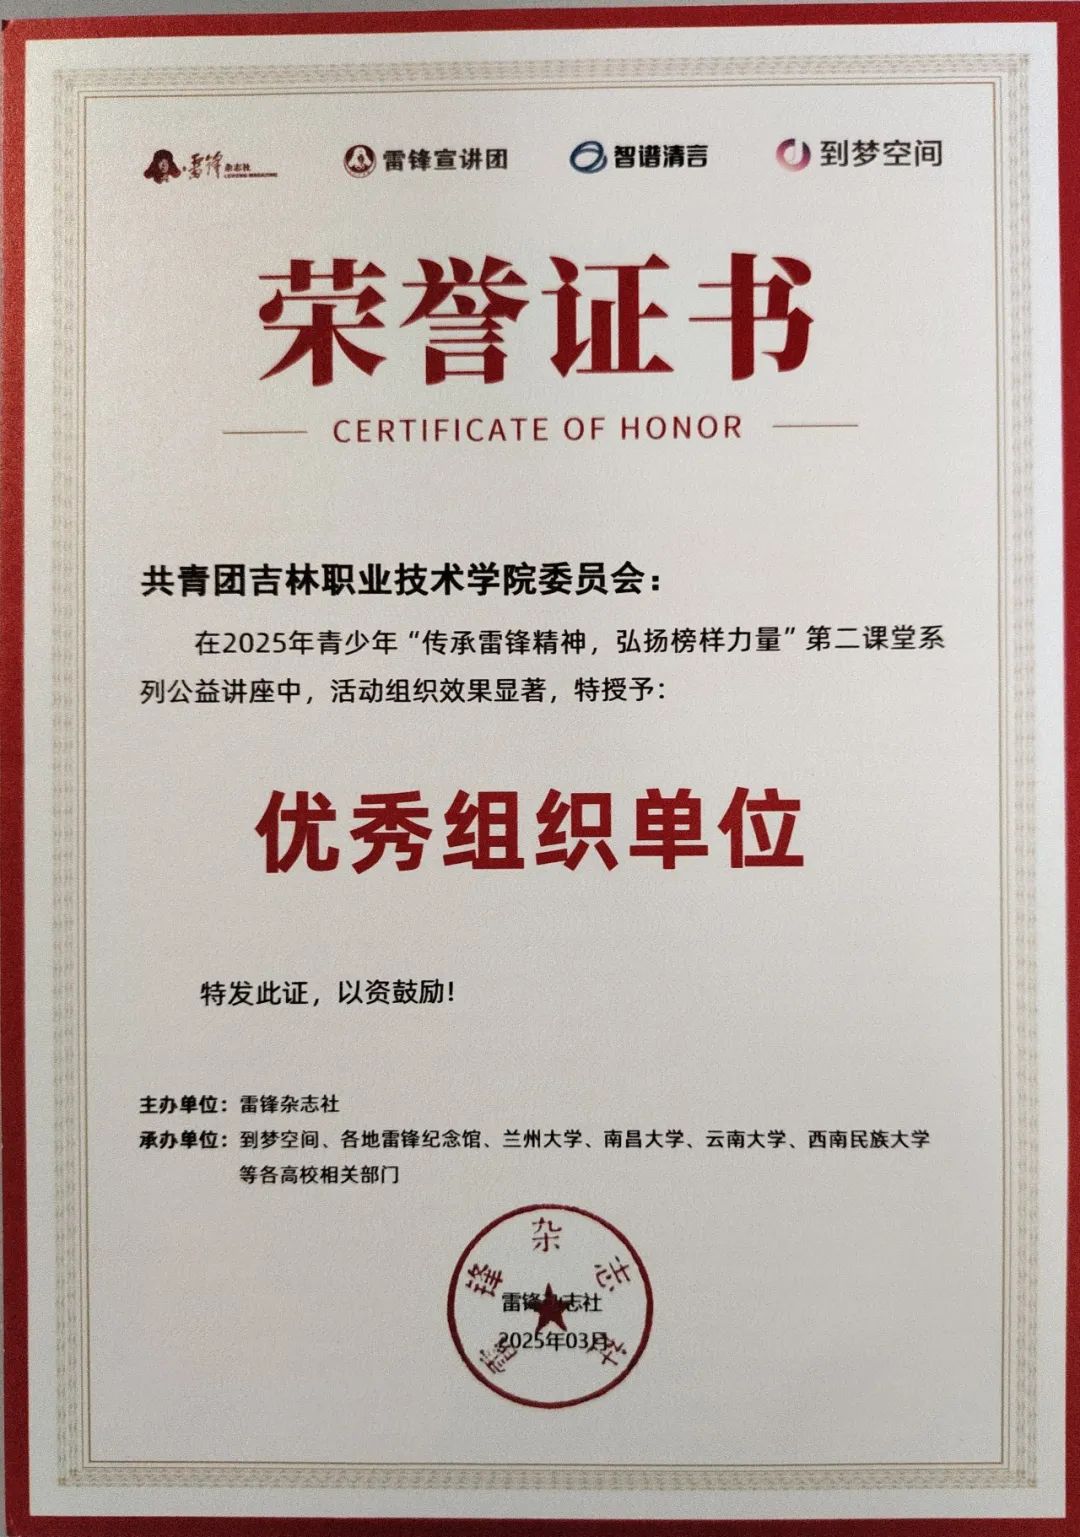 雷锋 杂志社 雷锋宣讲团 智谱清言 到梦空间
LEIFENG MAGAZINE
荣誉证书
CERTIFICATE OF HONOR
共青团吉林职业技术学院委员会：
在2025年青少年“传承雷锋精神，弘扬榜样力量”第二课堂系
列公益讲座中，活动组织效果显著，特授予：
优秀组织单位
特发此证，以资鼓励！
主办单位：雷锋杂志社
承办单位：到梦空间、各地雷锋纪念馆、兰州大学、南昌大学、云南大学、西南民族大学
等各高校相关部门
雷锋杂志社
雷锋杂志社
2025年03月